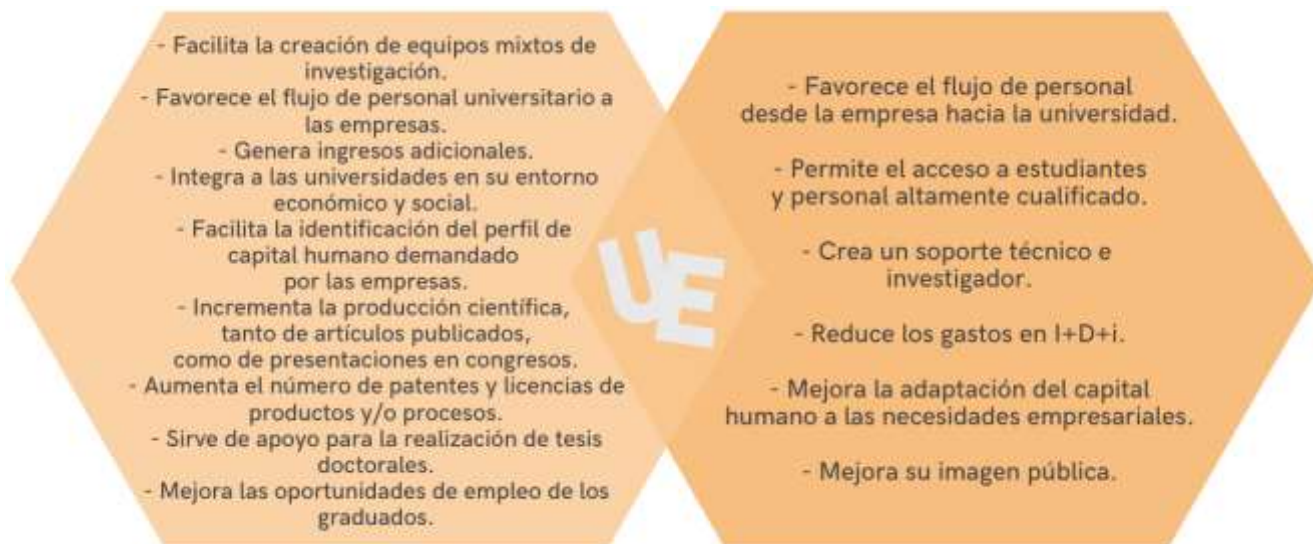 - Facilita la creación de equipos mixtos de
investigación.
- Favorece el flujo de personal universitario a
las empresas.
- Genera ingresos adicionales.
- Integra a las universidades en su entorno
económico y social.
- Facilita la identificación del perfil de
capital humano demandado
por las empresas.
- Incrementa la producción científica,
tanto de artículos publicados,
como de presentaciones en congresos.
- Aumenta el número de patentes y licencias de
productos y/o procesos.
- Sirve de apoyo para la realización de tesis
doctorales.
- Mejora las oportunidades de empleo de los
graduados.
UE
- Favorece el flujo de personal
desde la empresa hacia la universidad.
- Permite el acceso a estudiantes
y personal altamente cualificado.
- Crea un soporte técnico e
investigador.
- Reduce los gastos en I+D+i.
- Mejora la adaptación del capital
humano a las necesidades empresariales.
- Mejora su imagen pública.